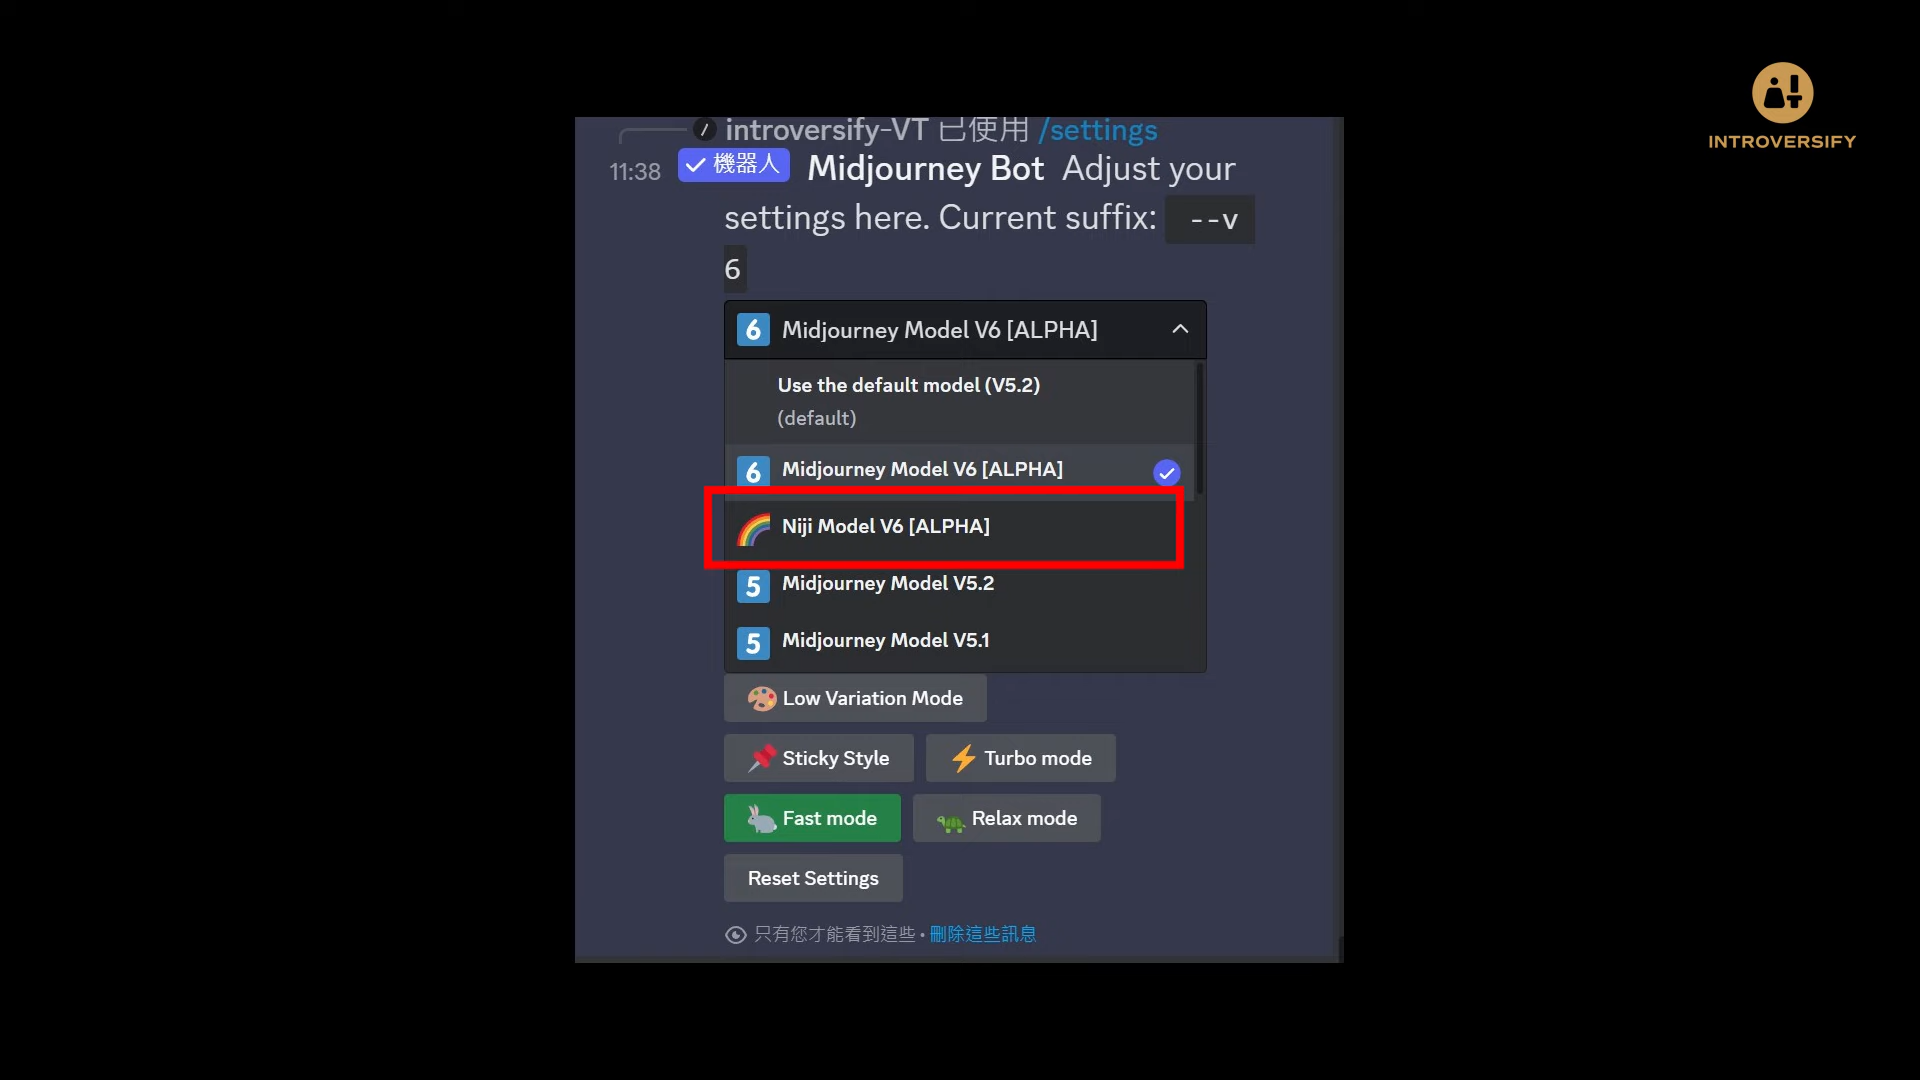 introversify-VT 已使用 /settings
INTROVERSIFY
11:38 機器人 Midjourney Bot Adjust your
settings here. Current suffix: --v
6
6 Midjourney Model V6 [ALPHA]
Use the default model (V5.2)
(default)
6 Midjourney Model V6 [ALPHA]
Niji Model V6 [ALPHA]
5 Midjourney Model V5.2
5 Midjourney Model V5.1
Low Variation Mode
Sticky Style Turbo mode
Fast mode Relax mode
Reset Settings
只有您才能看到這些 • 刪除這些訊息